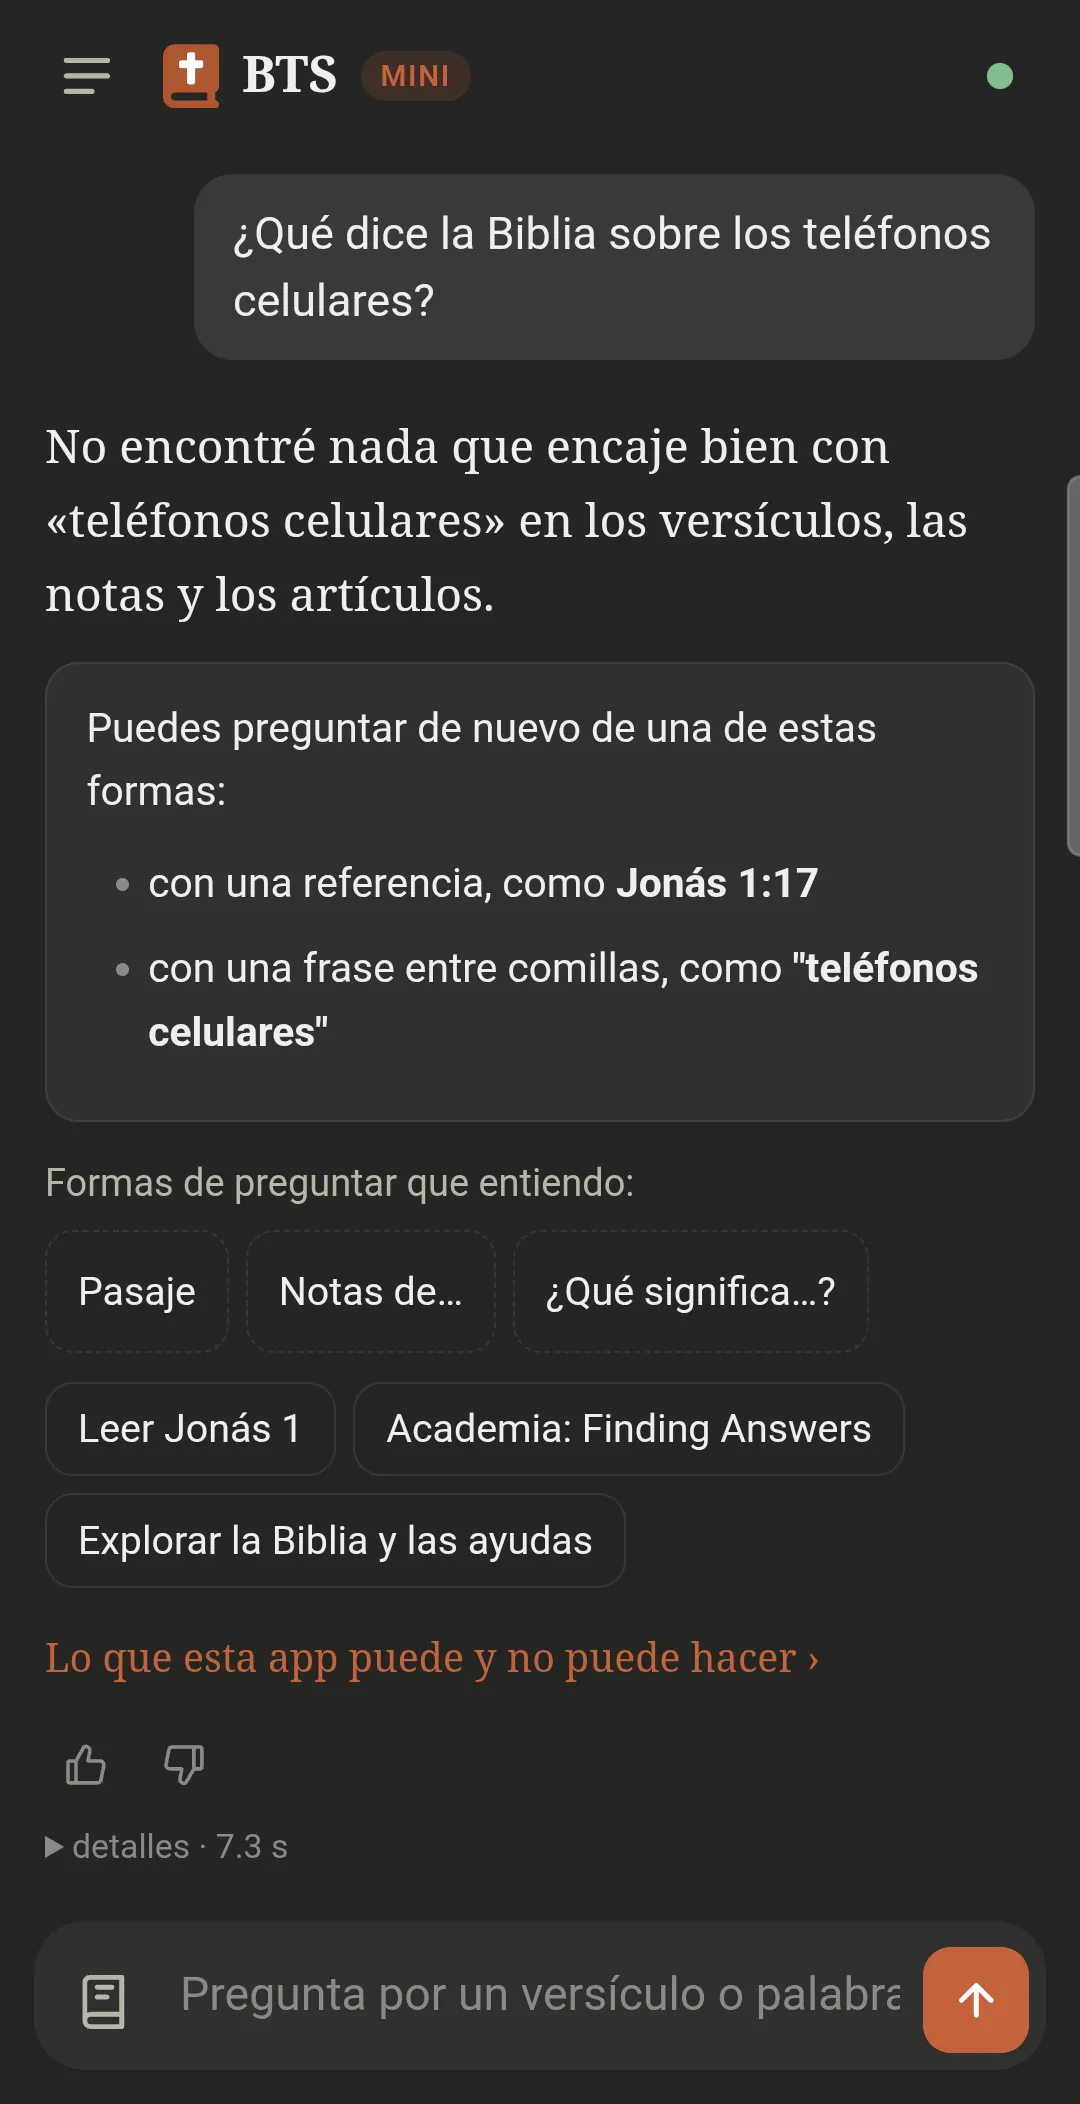 BTS MINI
¿Qué dice la Biblia sobre los teléfonos
celulares?
No encontré nada que encaje bien con
«teléfonos celulares» en los versículos, las
notas y los artículos.
Puedes preguntar de nuevo de una de estas
formas:
• con una referencia, como Jonás 1:17
• con una frase entre comillas, como "teléfonos
celulares"
Formas de preguntar que entiendo:
Pasaje Notas de... ¿Qué significa...?
Leer Jonás 1 Academia: Finding Answers
Explorar la Biblia y las ayudas
Lo que esta app puede y no puede hacer ›
▶ detalles · 7.3 s
Pregunta por un versículo o palabra